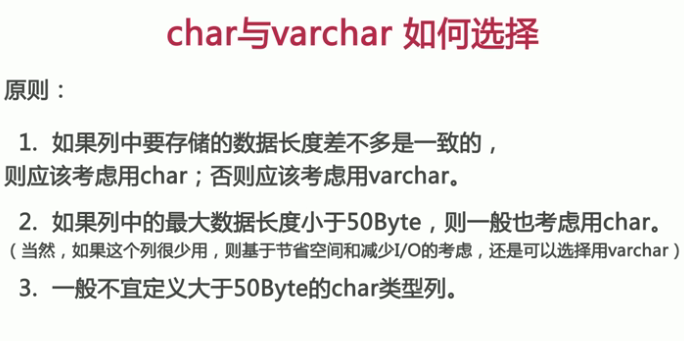 char与varchar 如何选择
原则：
1. 如果列中要存储的数据长度差不多是一致的，
则应该考虑用char；否则应该考虑用varchar。
2. 如果列中的最大数据长度小于50Byte，则一般也考虑用char。
（当然，如果这个列很少用，则基于节省空间和减少I/O的考虑，还是可以选择用varchar）
3. 一般不宜定义大于50Byte的char类型列。